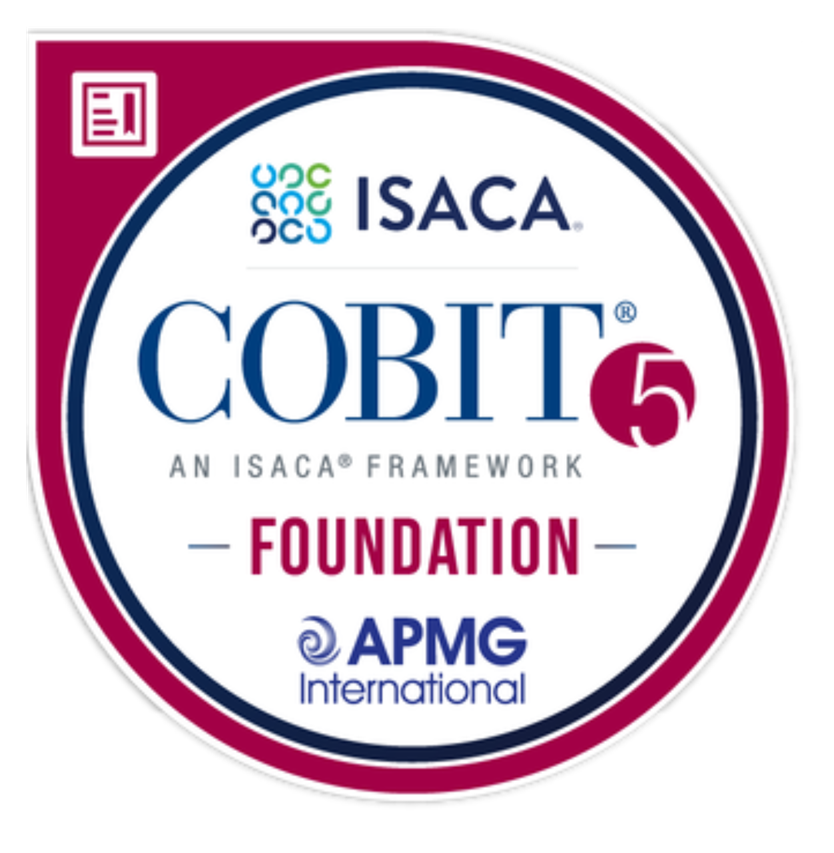 ISACA®
COBIT® 5
AN ISACA® FRAMEWORK
FOUNDATION
APMG
International